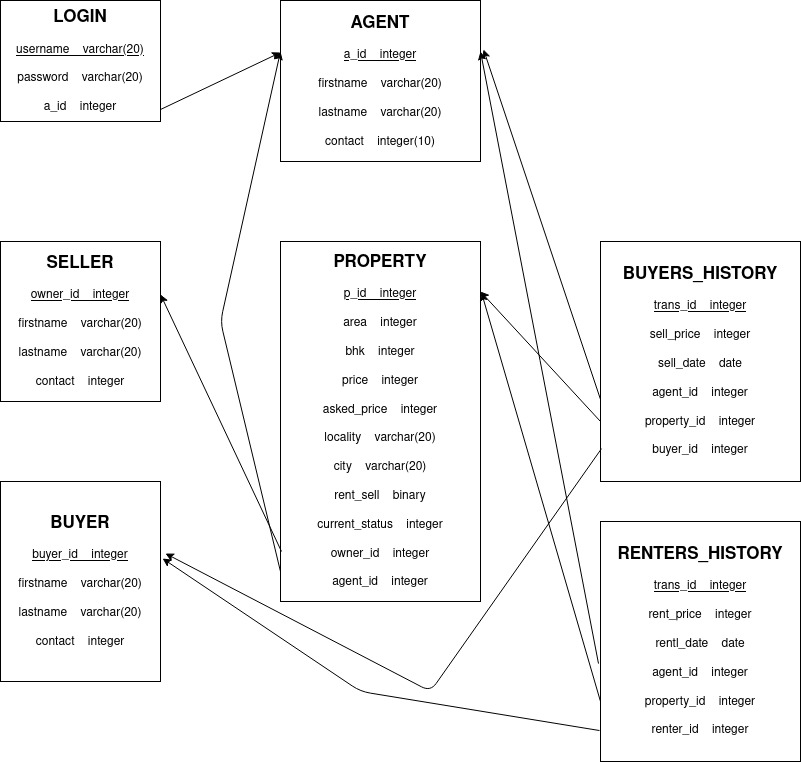 LOGIN
username varchar(20)
password varchar(20)
a_id integer
AGENT
a_id integer
firstname varchar(20)
lastname varchar(20)
contact integer(10)
SELLER
owner_id integer
firstname varchar(20)
lastname varchar(20)
contact integer
PROPERTY
p_id integer
area integer
bhk integer
price integer
asked_price integer
locality varchar(20)
city varchar(20)
rent_sell binary
current_status integer
owner_id integer
agent_id integer
BUYERS_HISTORY
trans_id integer
sell_price integer
sell_date date
agent_id integer
property_id integer
buyer_id integer
BUYER
buyer_id integer
firstname varchar(20)
lastname varchar(20)
contact integer
RENTERS_HISTORY
trans_id integer
rent_price integer
rentl_date date
agent_id integer
property_id integer
renter_id integer